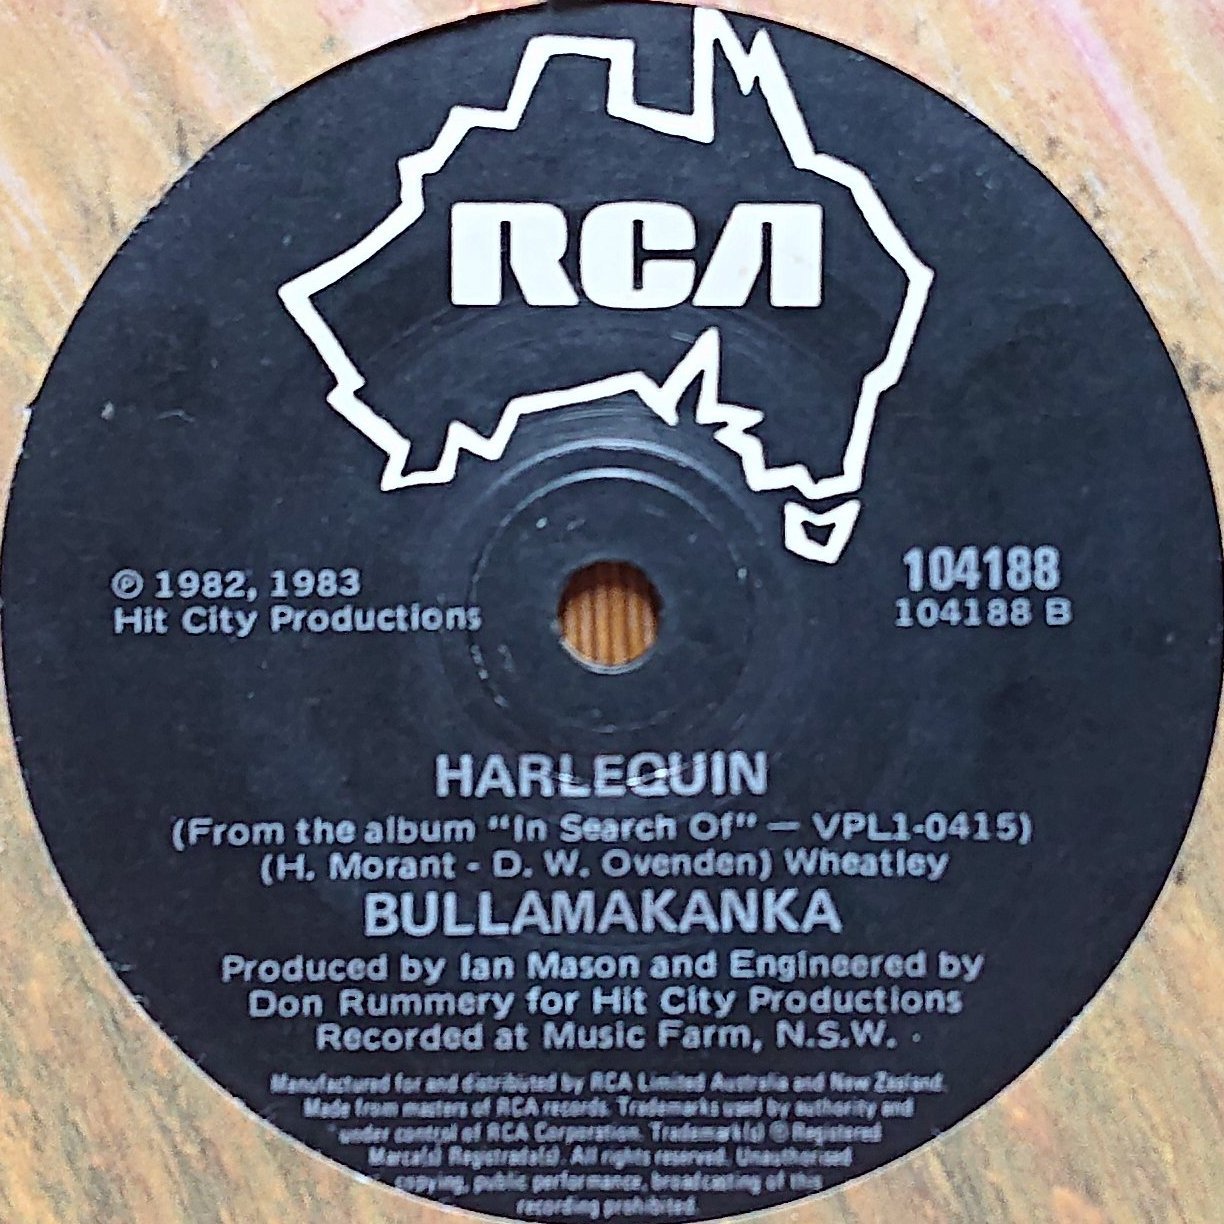 RCA
℗ 1982, 1983
Hit City Productions
104188
104188 B
HARLEQUIN
(From the album "In Search Of" — VPL1-0415)
(H. Morant - D. W. Ovenden) Wheatley
BULLAMAKANKA
Produced by Ian Mason and Engineered by
Don Rummery for Hit City Productions
Recorded at Music Farm, N.S.W.
Manufactured for and distributed by RCA Limited Australia and New Zealand.
Made from masters of RCA records. Trademarks used by authority and
under control of RCA Corporation. Trademark(s) ® Registered
Marca(s) Registrada(s). All rights reserved. Unauthorised
copying, public performance, broadcasting of this
recording prohibited.